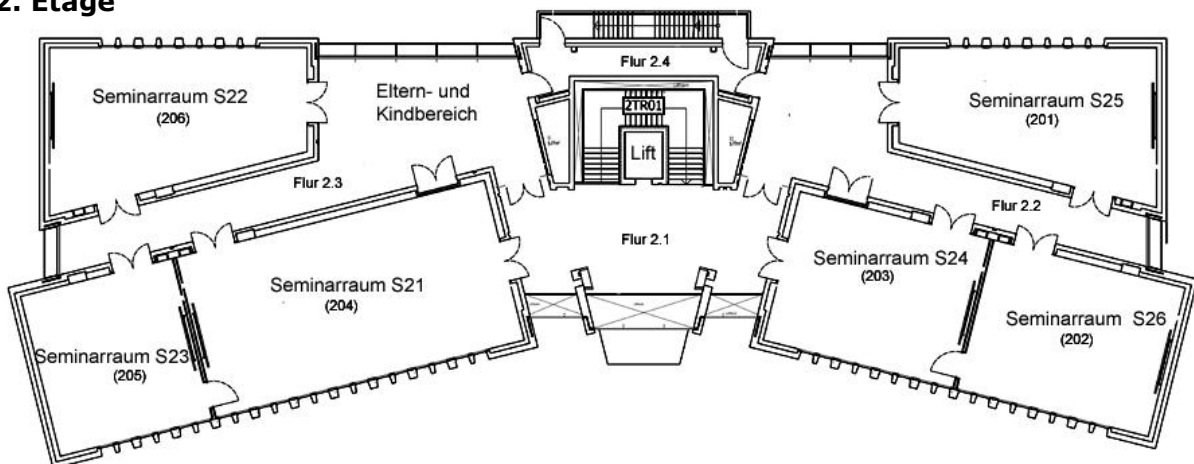 2. Etage
Flur 2.4
Seminarraum S22
(206)
Eltern- und
Kindbereich
2TR01
Lift
Seminarraum S25
(201)
Flur 2.3
Flur 2.2
Flur 2.1
Seminarraum S21
(204)
Seminarraum S24
(203)
Seminarraum S23
(205)
Seminarraum S26
(202)